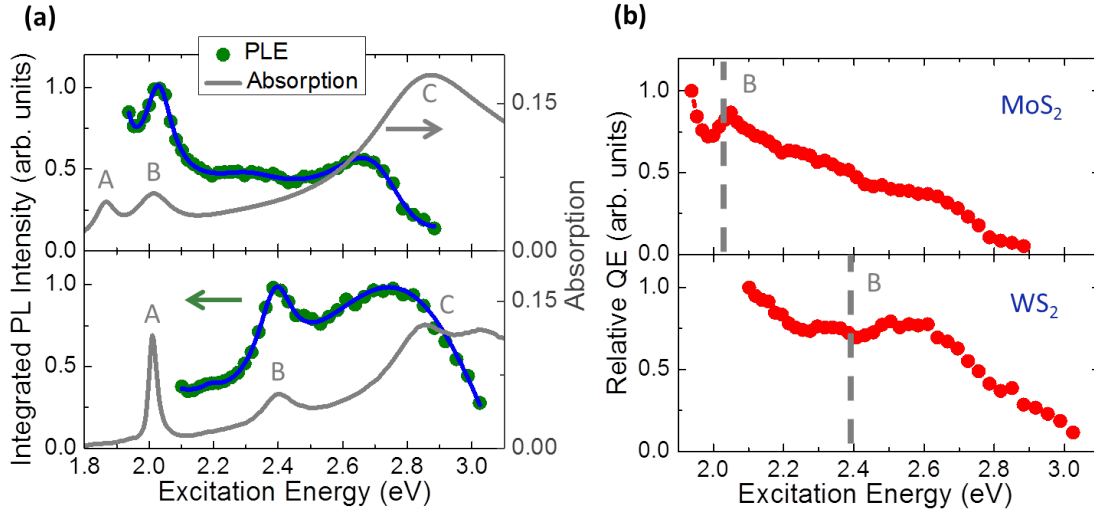 (a)
PLE
Absorption
Integrated PL Intensity (arb. units)
1.0
0.5
0.0
A
B
C
0.15
0.00
Absorption
1.0
0.5
0.0
A
B
C
0.15
0.00
1.8 2.0 2.2 2.4 2.6 2.8 3.0
Excitation Energy (eV)
(b)
Relative QE (arb. units)
1.0
0.5
0.0
B
MoS₂
1.0
0.5
0.0
B
WS₂
2.0 2.2 2.4 2.6 2.8 3.0
Excitation Energy (eV)